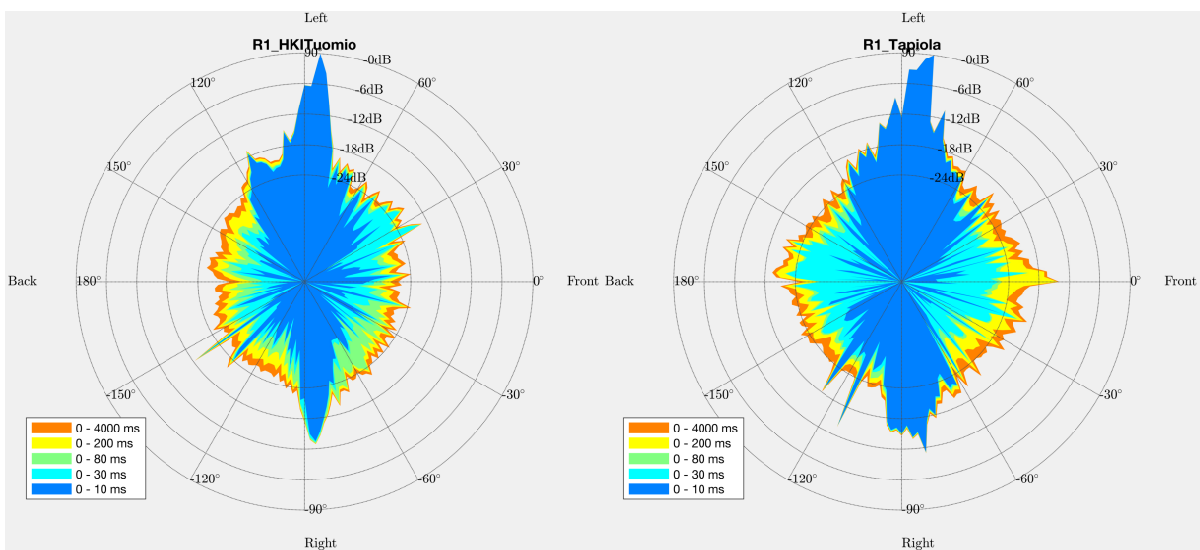 Left
R1_HKITuomio
90°
-0dB
120°
60°
-6dB
-12dB
-18dB
150°
30°
-24dB
Back
180°
0°
Front
-150°
-30°
-120°
-60°
-90°
Right
0 - 4000 ms
0 - 200 ms
0 - 80 ms
0 - 30 ms
0 - 10 ms
Left
R1_Tapiola
90°
-0dB
120°
60°
-6dB
-12dB
-18dB
150°
30°
-24dB
Back
180°
0°
Front
-150°
-30°
-120°
-60°
-90°
Right
0 - 4000 ms
0 - 200 ms
0 - 80 ms
0 - 30 ms
0 - 10 ms